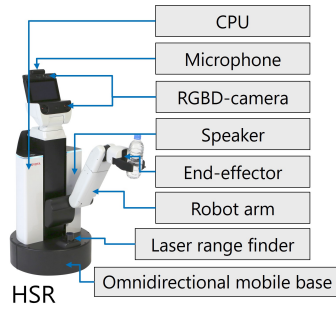 CPU
Microphone
RGBD-camera
Speaker
End-effector
Robot arm
Laser range finder
Omnidirectional mobile base
HSR